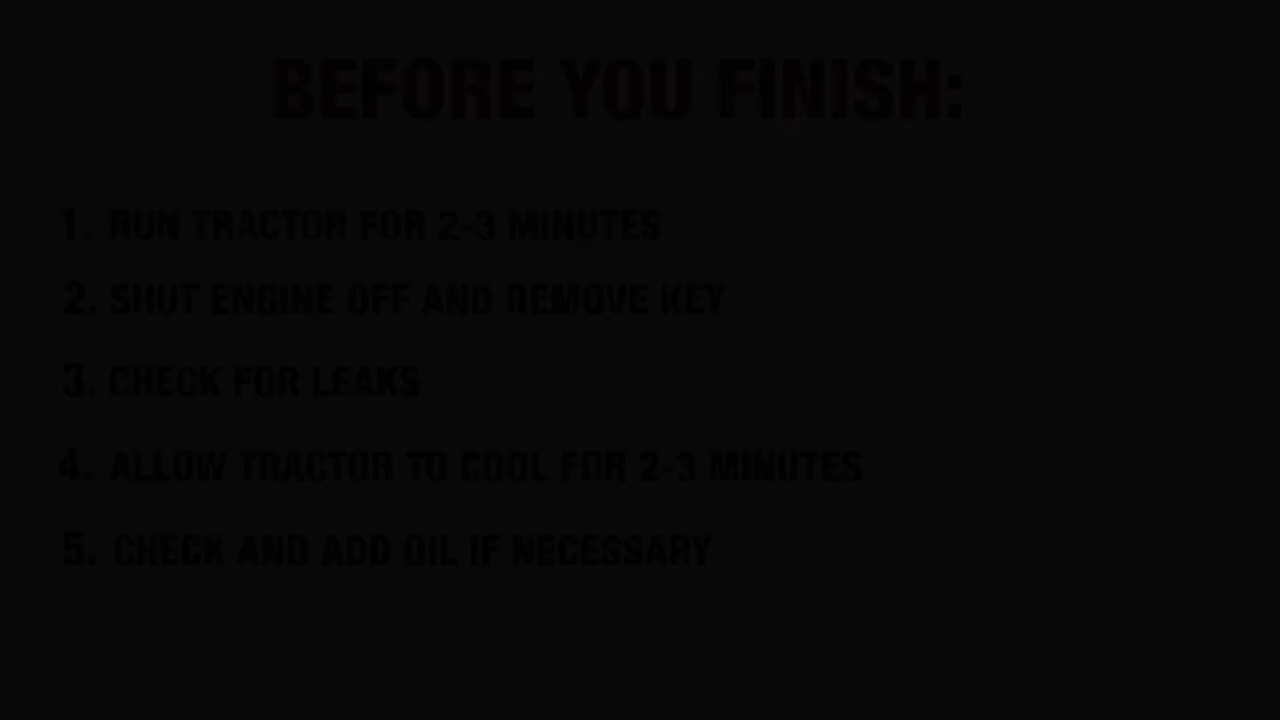 BEFORE YOU FINISH:
1. RUN TRACTOR FOR 2-3 MINUTES
2. SHUT ENGINE OFF AND REMOVE KEY
3. CHECK FOR LEAKS
4. ALLOW TRACTOR TO COOL FOR 2-3 MINUTES
5. CHECK AND ADD OIL IF NECESSARY